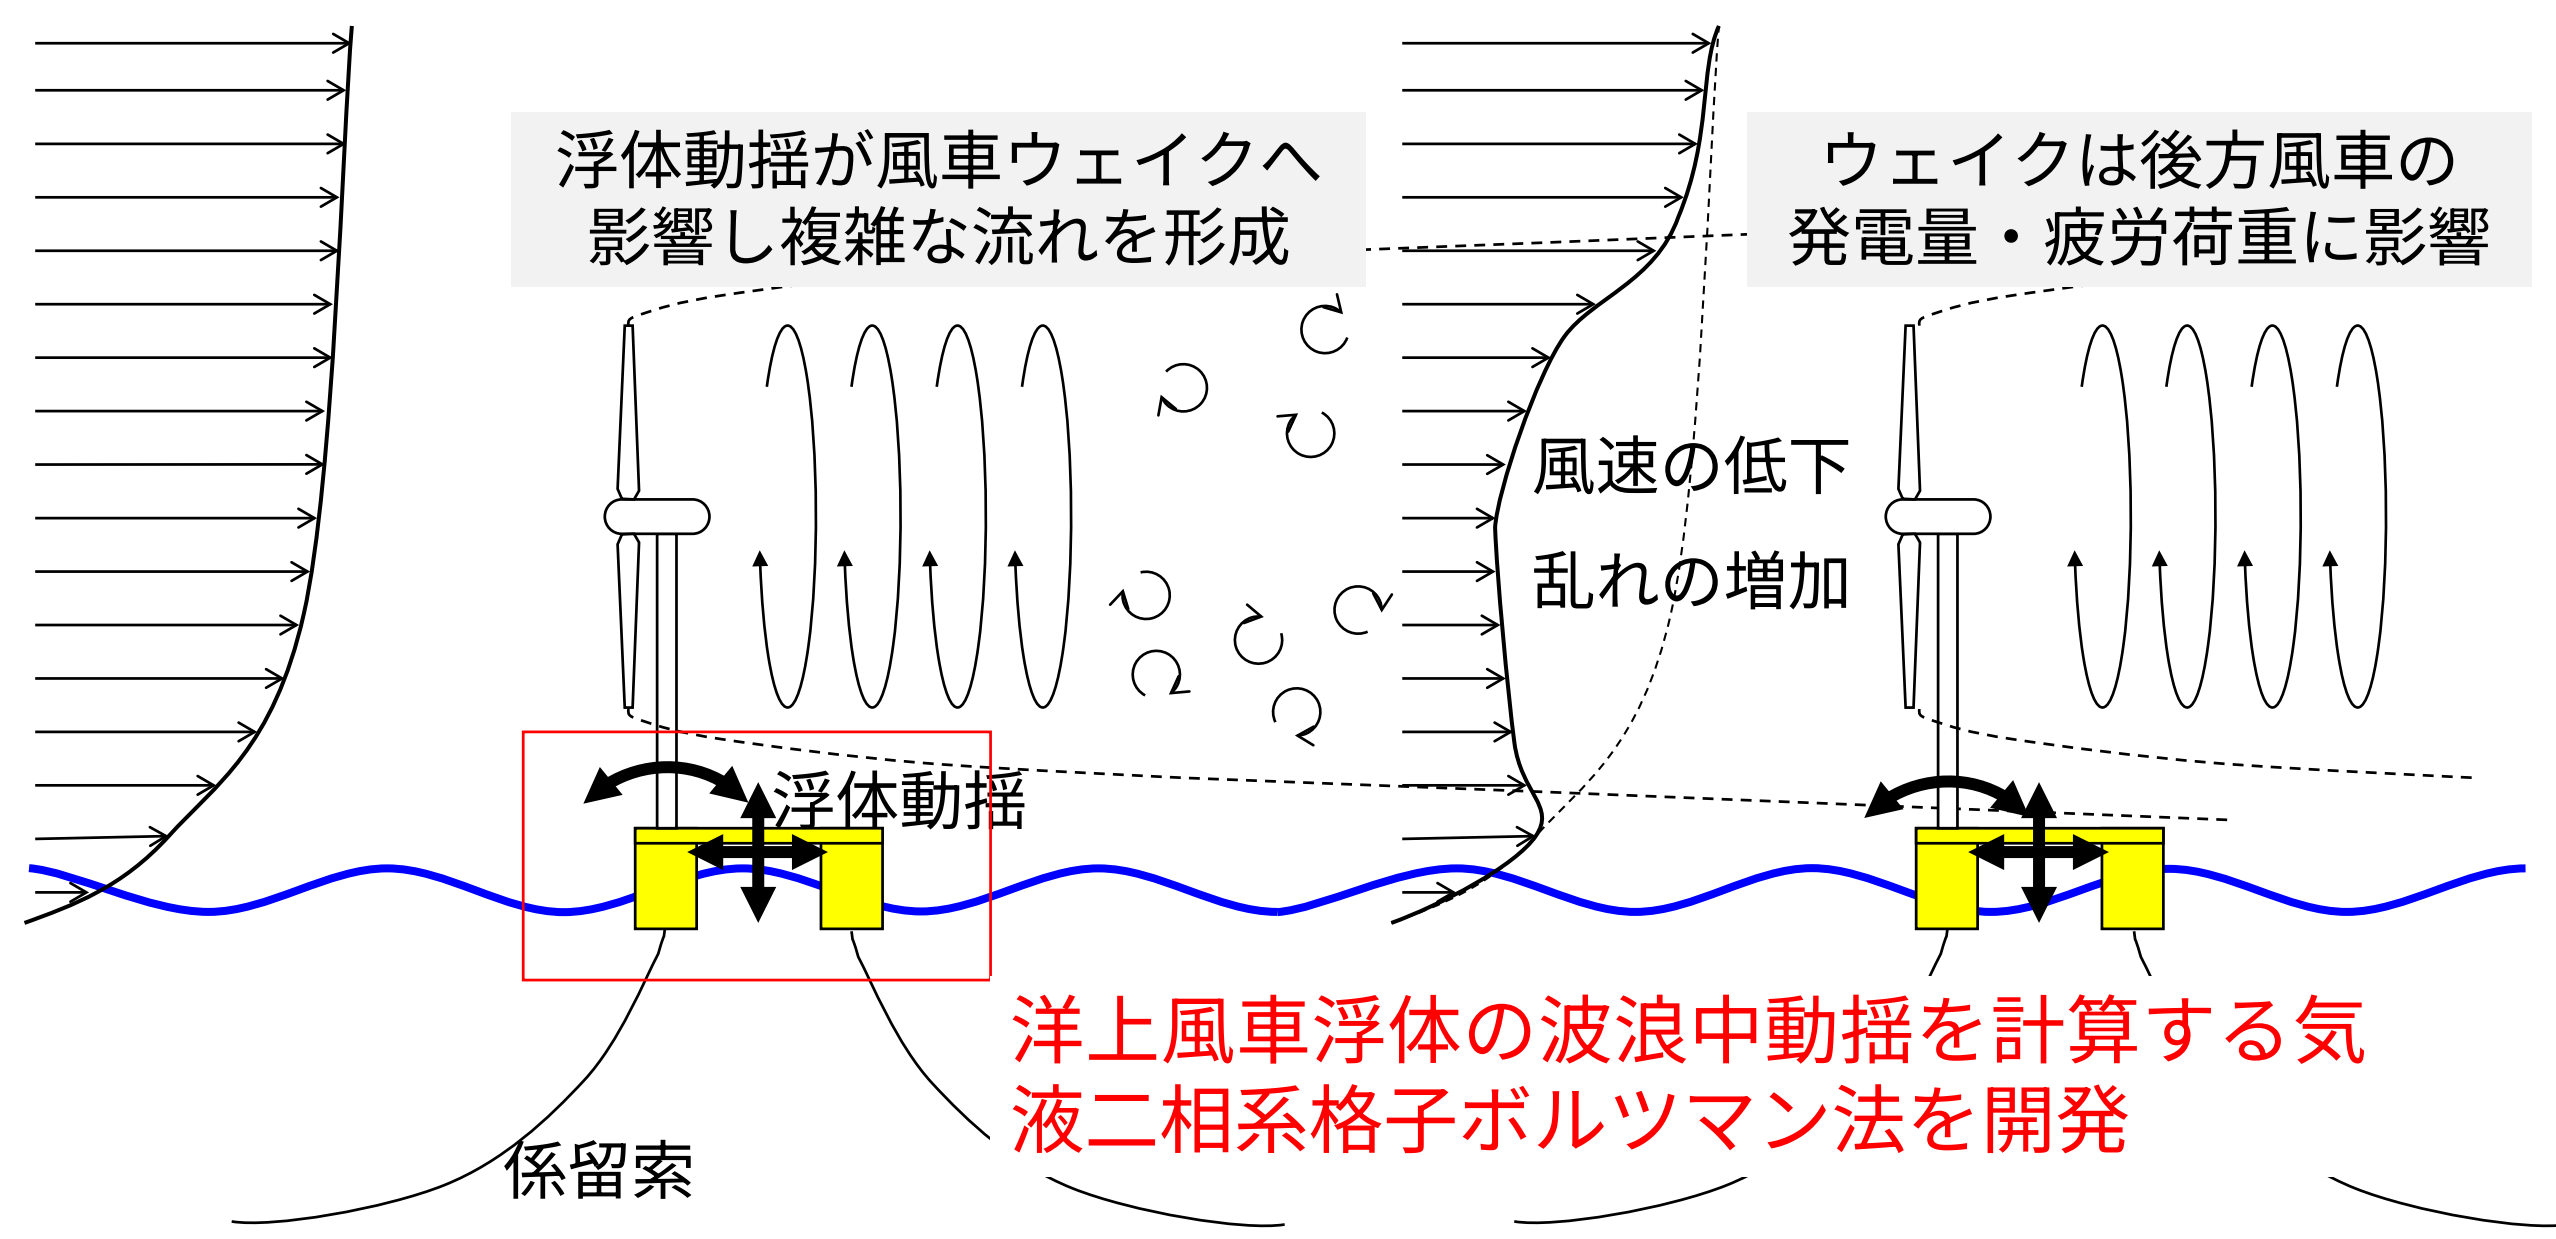 浮体動揺が風車ウェイクへ
影響し複雑な流れを形成
ウェイクは後方風車の
発電量・疲労荷重に影響
風速の低下
乱れの増加
浮体動揺
洋上風車浮体の波浪中動揺を計算する気
液二相系格子ボルツマン法を開発
係留索